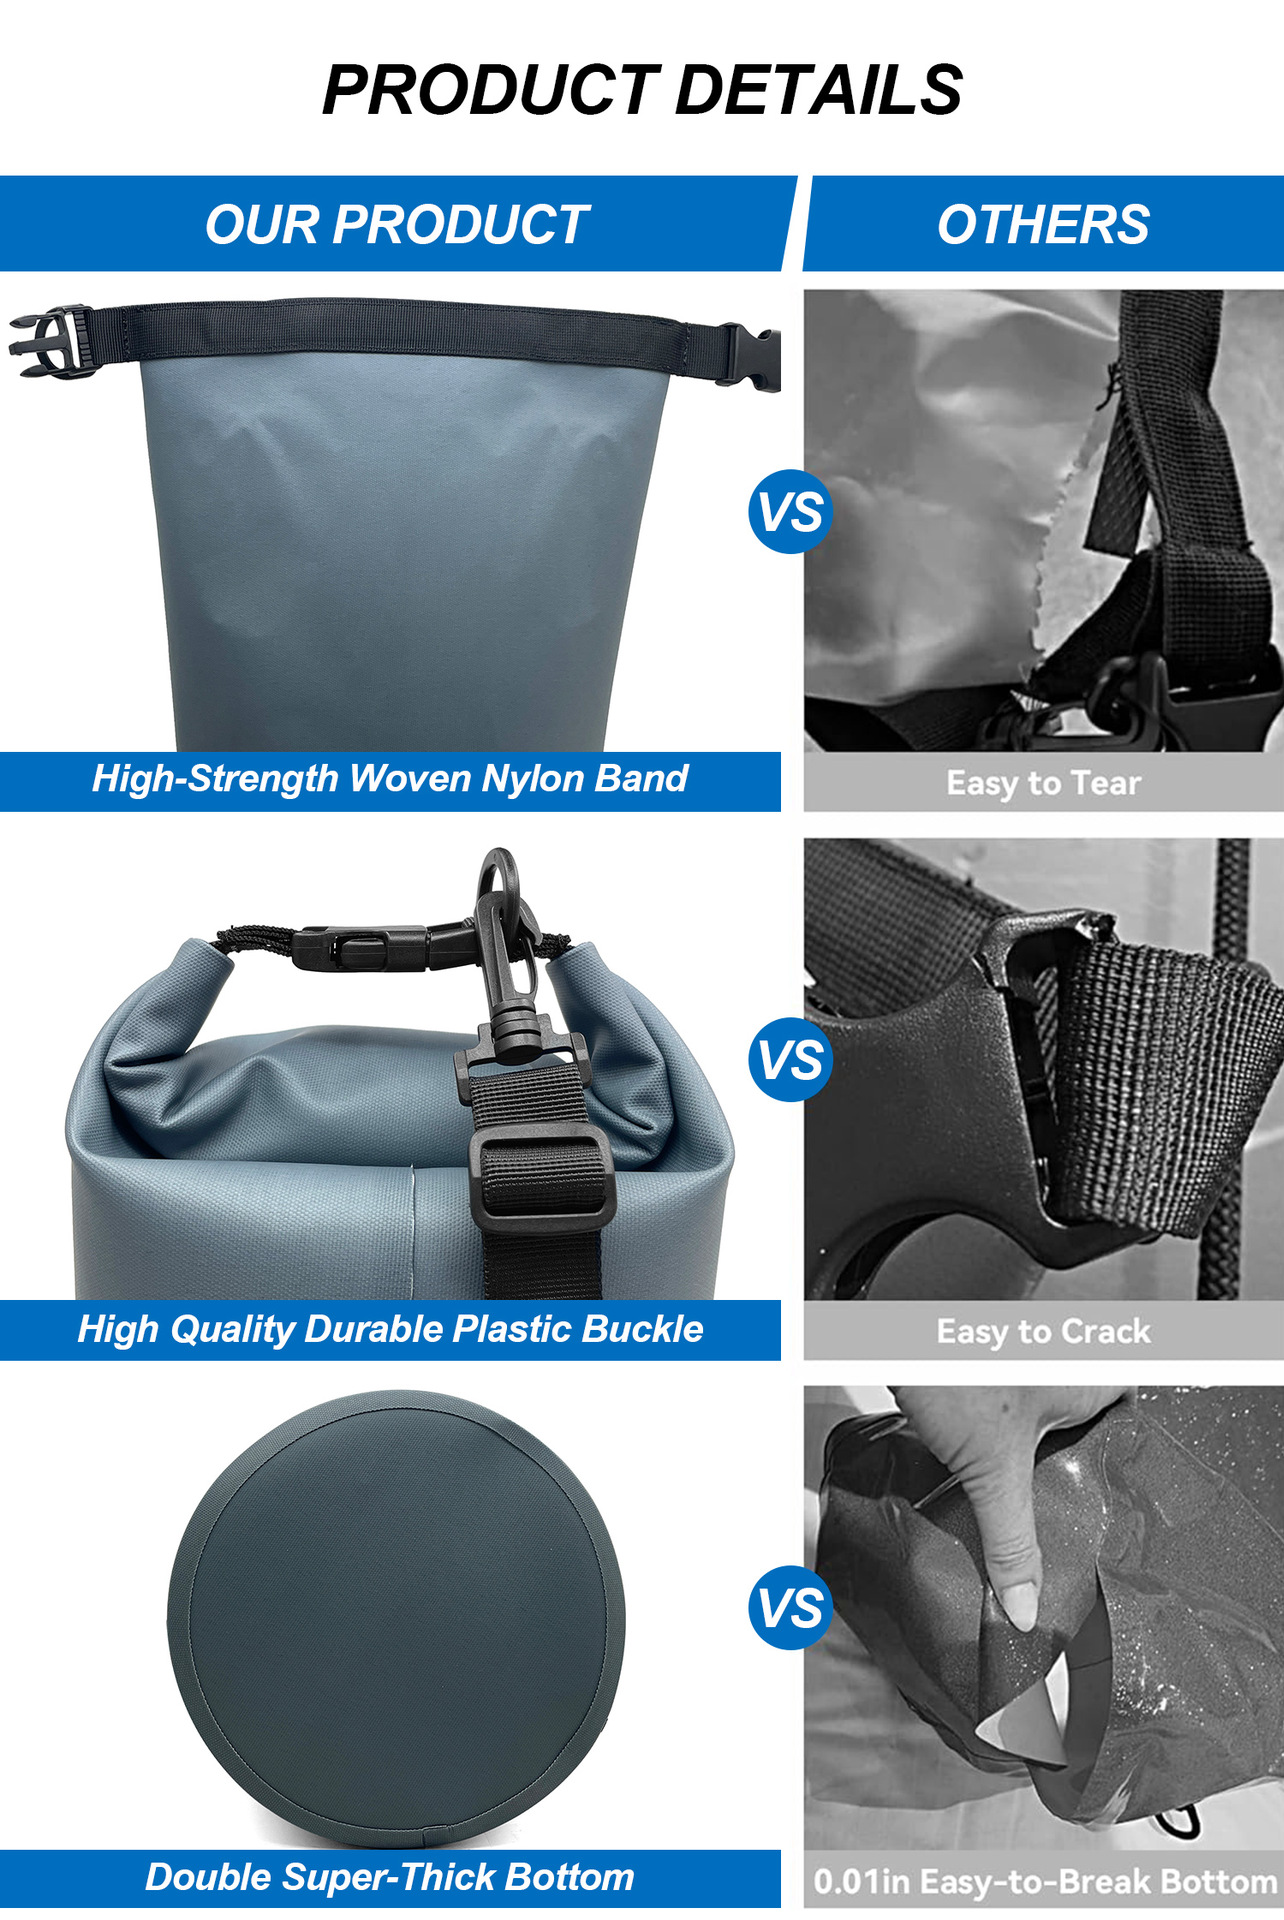 PRODUCT DETAILS
OUR PRODUCT
OTHERS
VS
High-Strength Woven Nylon Band
Easy to Tear
VS
High Quality Durable Plastic Buckle
Easy to Crack
VS
Double Super-Thick Bottom
0.01in Easy-to-Break Bottom